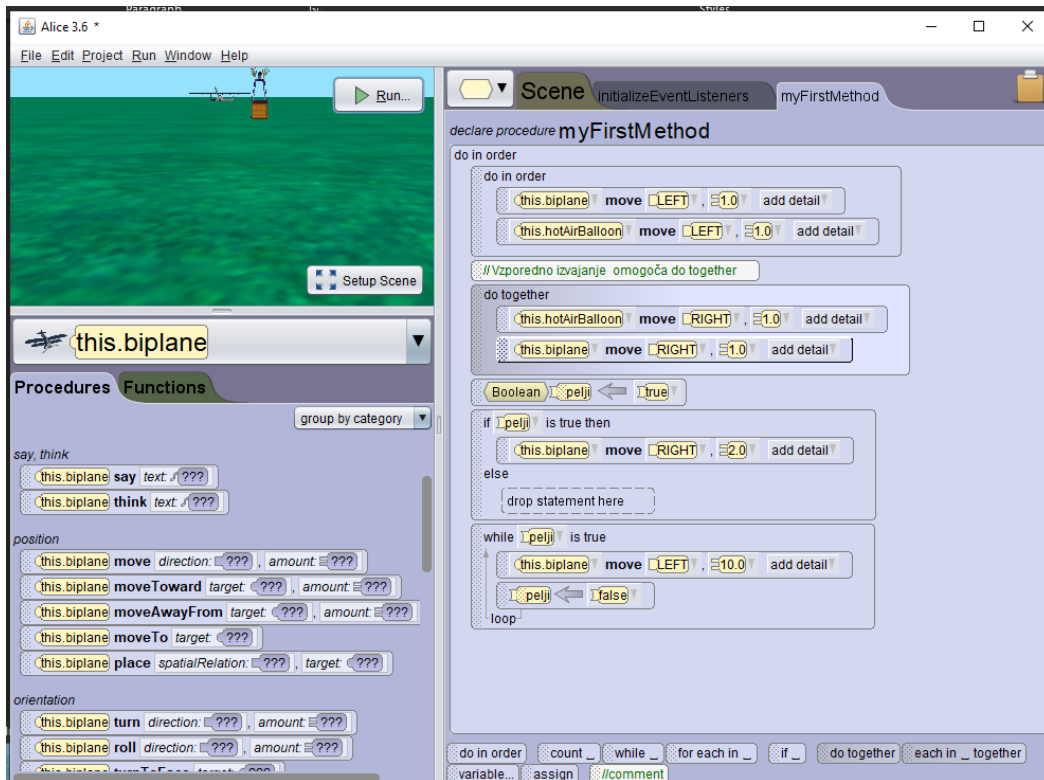 Paragraph
Styles
Alice 3.6 *
File Edit Project Run Window Help
Run...
Setup Scene
this.biplane
Procedures Functions
group by category
say, think
this.biplane say text: ???
this.biplane think text: ???
position
this.biplane move direction: ??? , amount: ???
this.biplane moveToward target: ??? , amount: ???
this.biplane moveAwayFrom target: ??? , amount: ???
this.biplane moveTo target: ???
this.biplane place spatialRelation: ??? , target: ???
orientation
this.biplane turn direction: ??? , amount: ???
this.biplane roll direction: ??? , amount: ???
this.biplane turnToFace target: ???
Scene initializeEventListeners myFirstMethod
declare procedure myFirstMethod
do in order
do in order
this.biplane move LEFT , 1.0 add detail
this.hotAirBalloon move LEFT , 1.0 add detail
//Vzporedno izvajanje omogoča do together
do together
this.hotAirBalloon move RIGHT , 1.0 add detail
this.biplane move RIGHT , 1.0 add detail
Boolean pelji true
if pelji is true then
this.biplane move RIGHT , 2.0 add detail
else
drop statement here
while pelji is true
this.biplane move LEFT , 10.0 add detail
pelji false
loop
do in order count _ while _ for each in _ if _ do together each in _ together
variable... assign //comment